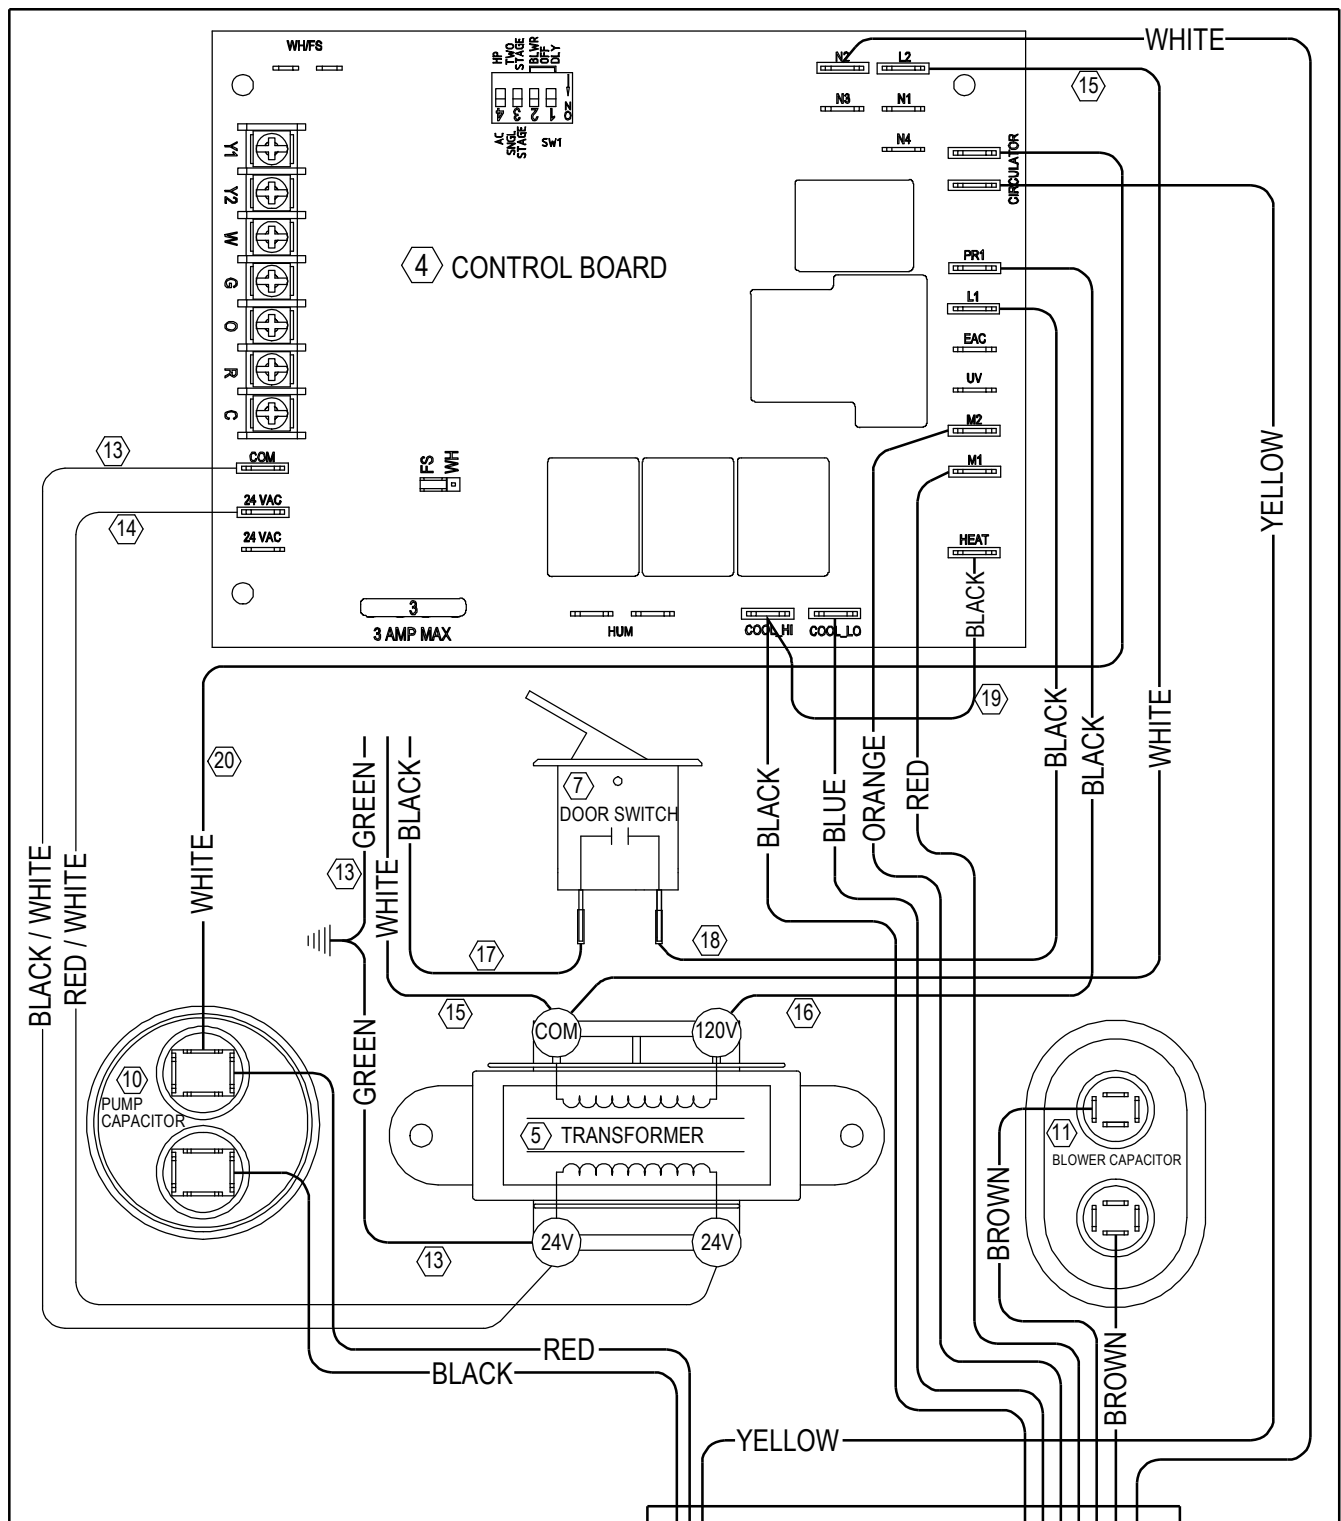 WH/FS
HP
TWO
STAGE
BLWR
OFF
DLY
4 3 2 1
ON
AC
SNGL
STAGE
SW1
N2
L2
WHITE
15
N3
N1
N4
CIRCULATOR
Y1
Y2
W
G
O
R
C
4 CONTROL BOARD
PR1
L1
EAC
UV
M2
M1
HEAT
13
COM
14
24 VAC
24 VAC
FS
WH
3
3 AMP MAX
HUM
COOL_HI
COOL_LO
BLACK
19
YELLOW
20
WHITE
BLACK / WHITE
RED / WHITE
GREEN
WHITE
BLACK
13
7
DOOR SWITCH
BLACK
BLUE
ORANGE
RED
BLACK
BLACK
WHITE
17
18
15
16
COM
120V
GREEN
10
PUMP
CAPACITOR
5 TRANSFORMER
11
BLOWER CAPACITOR
24V
24V
13
BROWN
BROWN
RED
BLACK
YELLOW